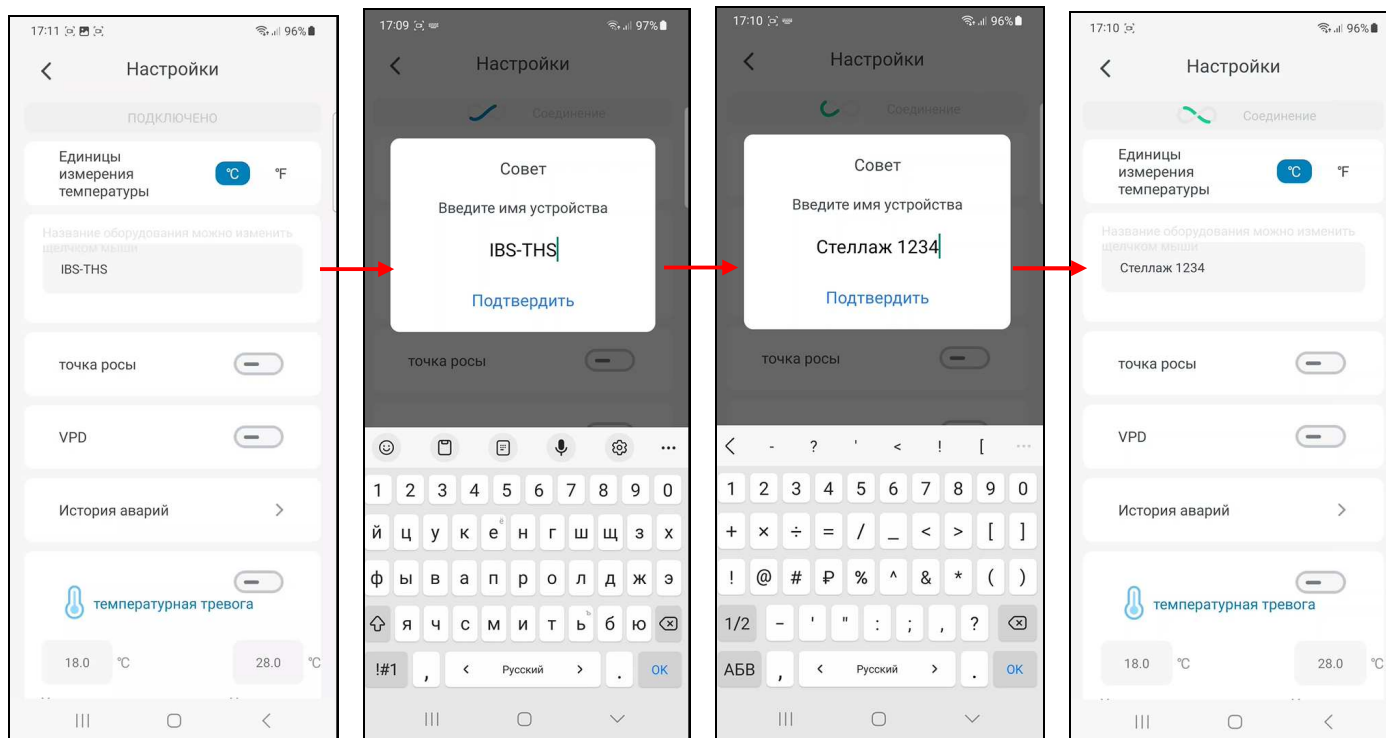 17:11 96%
Настройки
ПОДКЛЮЧЕНО
Единицы
измерения
температуры
°C °F
Название оборудования можно изменить
щелчком мыши
IBS-THS
точка росы
VPD
История аварий
температурная тревога
18.0 °C 28.0 °C
17:09 97%
Настройки
Соединение
Совет
Введите имя устройства
IBS-THS
Подтвердить
точка росы
1 2 3 4 5 6 7 8 9 0
й ц у к е ё н г ш щ з х
ф ы в а п р о л д ж э
я ч с м и т ь ъ б ю
!#1 , < Русский > . ОК
17:10 96%
Настройки
Соединение
Совет
Введите имя устройства
Стеллаж 1234
Подтвердить
точка росы
- ? ' < ! [
1 2 3 4 5 6 7 8 9 0
+ × ÷ = / _ < > [ ]
! @ # ₽ % ^ & * ( )
1/2 - ' " : ; , ?
АБВ , < Русский > . ОК
17:10 96%
Настройки
Соединение
Единицы
измерения
температуры
°C °F
Название оборудования можно изменить
щелчком мыши
Стеллаж 1234
точка росы
VPD
История аварий
температурная тревога
18.0 °C 28.0 °C